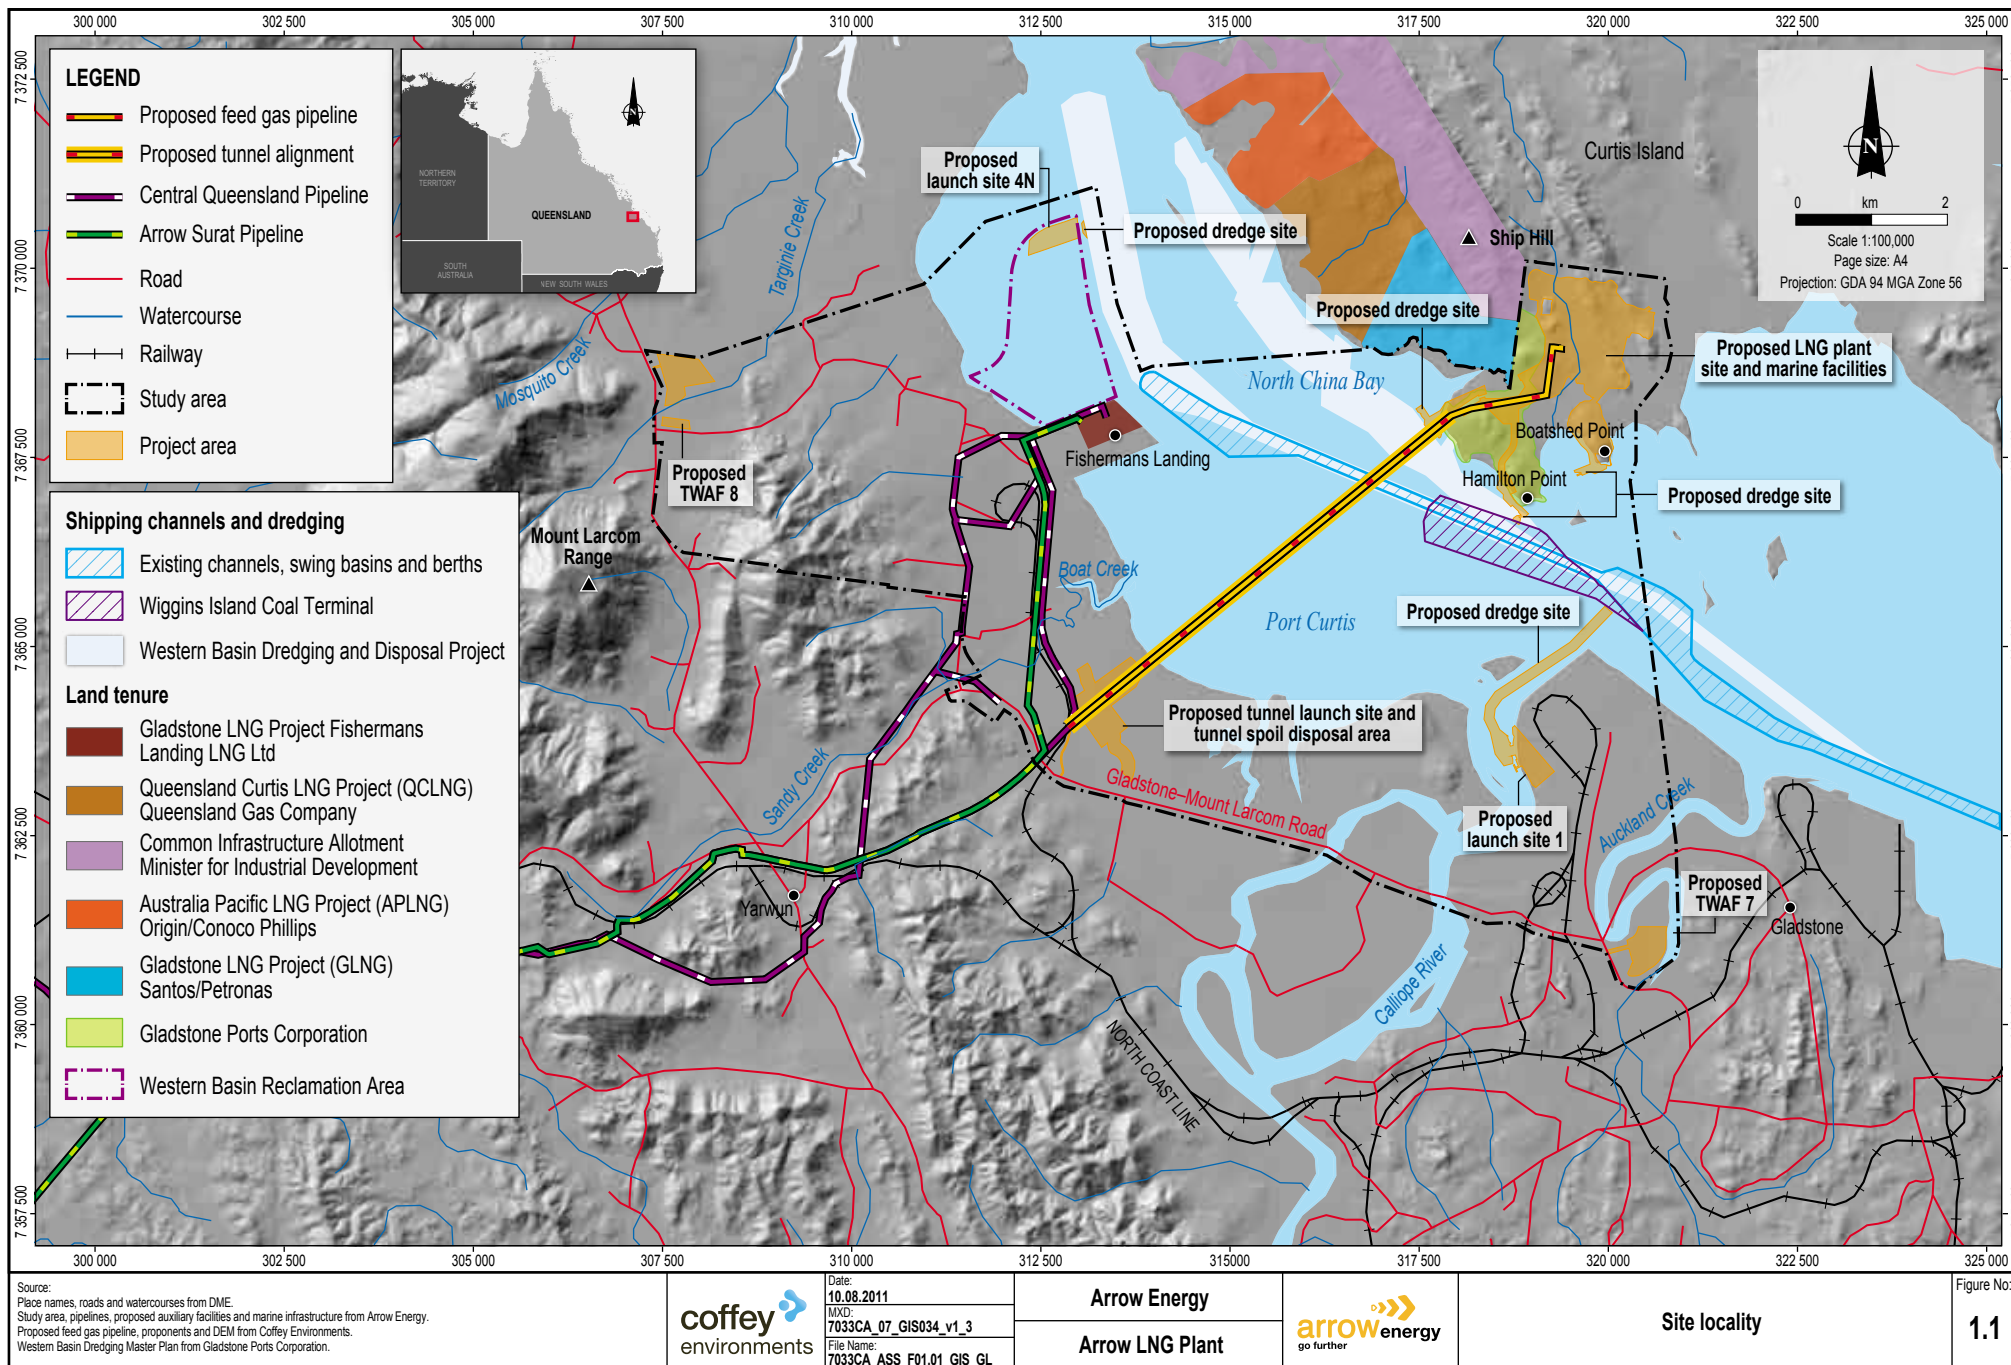 300 000
302 500
305 000
307 500
310 000
312 500
315 000
317 500
320 000
322 500
325 000
7 372 500
7 370 000
7 367 500
7 365 000
7 362 500
7 360 000
7 357 500
LEGEND
Proposed feed gas pipeline
Proposed tunnel alignment
Central Queensland Pipeline
Arrow Surat Pipeline
Road
Watercourse
Railway
Study area
Project area
Shipping channels and dredging
Existing channels, swing basins and berths
Wiggins Island Coal Terminal
Western Basin Dredging and Disposal Project
Land tenure
Gladstone LNG Project Fishermans
Landing LNG Ltd
Queensland Curtis LNG Project (QCLNG)
Queensland Gas Company
Common Infrastructure Allotment
Minister for Industrial Development
Australia Pacific LNG Project (APLNG)
Origin/Conoco Phillips
Gladstone LNG Project (GLNG)
Santos/Petronas
Gladstone Ports Corporation
Western Basin Reclamation Area
NORTHERN
TERRITORY
QUEENSLAND
SOUTH
AUSTRALIA
NEW SOUTH WALES
N
N
0 km 2
Scale 1:100,000
Page size: A4
Projection: GDA 94 MGA Zone 56
Curtis Island
Ship Hill
Proposed
launch site 4N
Proposed dredge site
Proposed dredge site
Proposed LNG plant
site and marine facilities
Targinie Creek
Mosquito Creek
North China Bay
Boatshed Point
Hamilton Point
Fishermans Landing
Proposed dredge site
Proposed
TWAF 8
Mount Larcom
Range
Boat Creek
Port Curtis
Proposed dredge site
Proposed tunnel launch site and
tunnel spoil disposal area
Sandy Creek
Gladstone–Mount Larcom Road
Proposed
launch site 1
Auckland Creek
Proposed
TWAF 7
Gladstone
Yarwun
Calliope River
NORTH COAST LINE
300 000
302 500
305 000
307 500
310 000
312 500
315 000
317 500
320 000
322 500
325 000
Source:
Place names, roads and watercourses from DME.
Study area, pipelines, proposed auxiliary facilities and marine infrastructure from Arrow Energy.
Proposed feed gas pipeline, proponents and DEM from Coffey Environments.
Western Basin Dredging Master Plan from Gladstone Ports Corporation.
coffey
environments
Date:
10.08.2011
MXD:
7033CA_07_GIS034_v1_3
File Name:
7033CA_ASS_F01.01_GIS_GL
Arrow Energy
Arrow LNG Plant
arrow energy
go further
Site locality
Figure No:
1.1